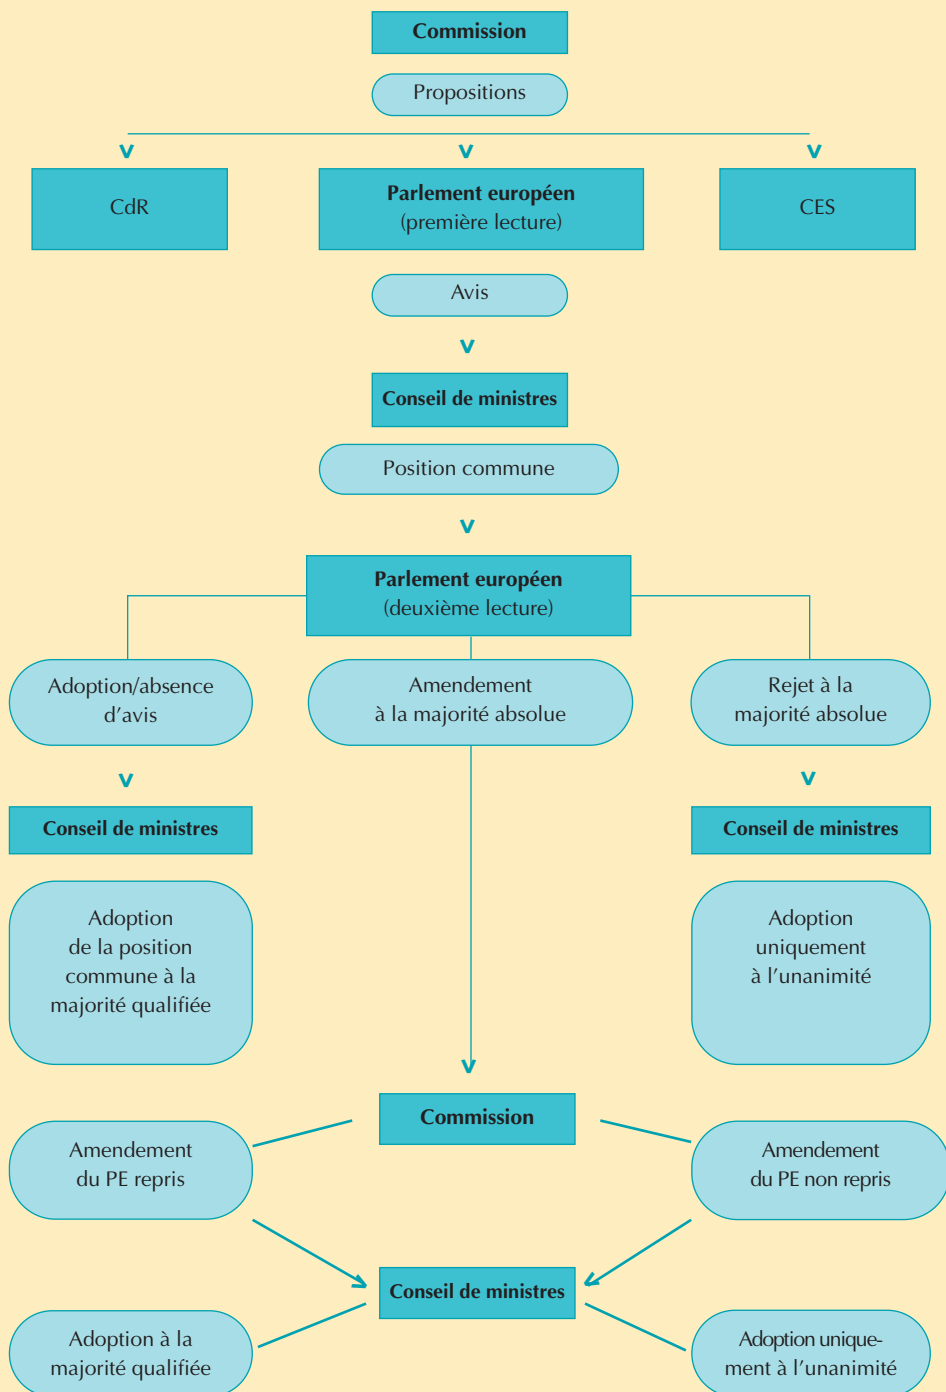 Commission
Propositions
CdR
Parlement européen
(première lecture)
CES
Avis
Conseil de ministres
Position commune
Parlement européen
(deuxième lecture)
Adoption/absence
d’avis
Amendement
à la majorité absolue
Rejet à la
majorité absolue
Conseil de ministres
Conseil de ministres
Adoption
de la position
commune à la
majorité qualifiée
Adoption
uniquement
à l’unanimité
Commission
Amendement
du PE repris
Amendement
du PE non repris
Conseil de ministres
Adoption à la
majorité qualifiée
Adoption unique-
ment à l’unanimité